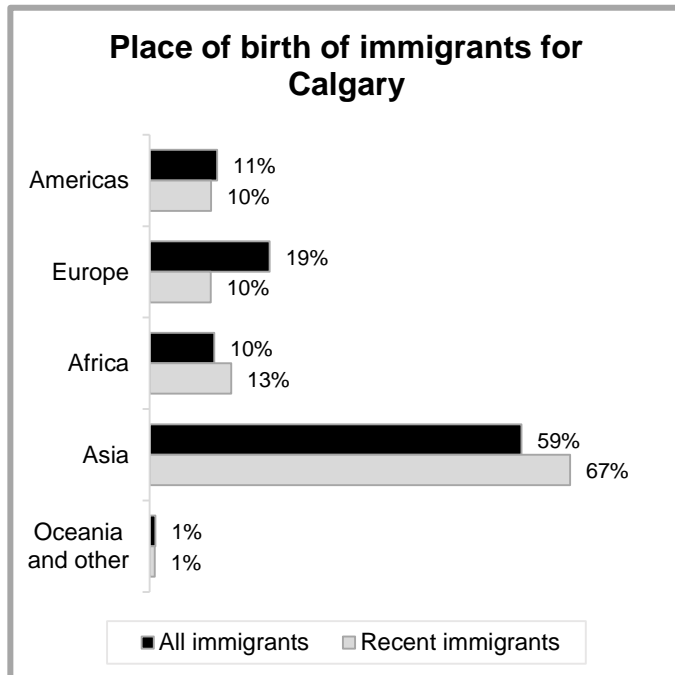 Place of birth of immigrants for
Calgary
Americas
11%
10%
Europe
19%
10%
Africa
10%
13%
Asia
59%
67%
Oceania
and other
1%
1%
All immigrants
Recent immigrants